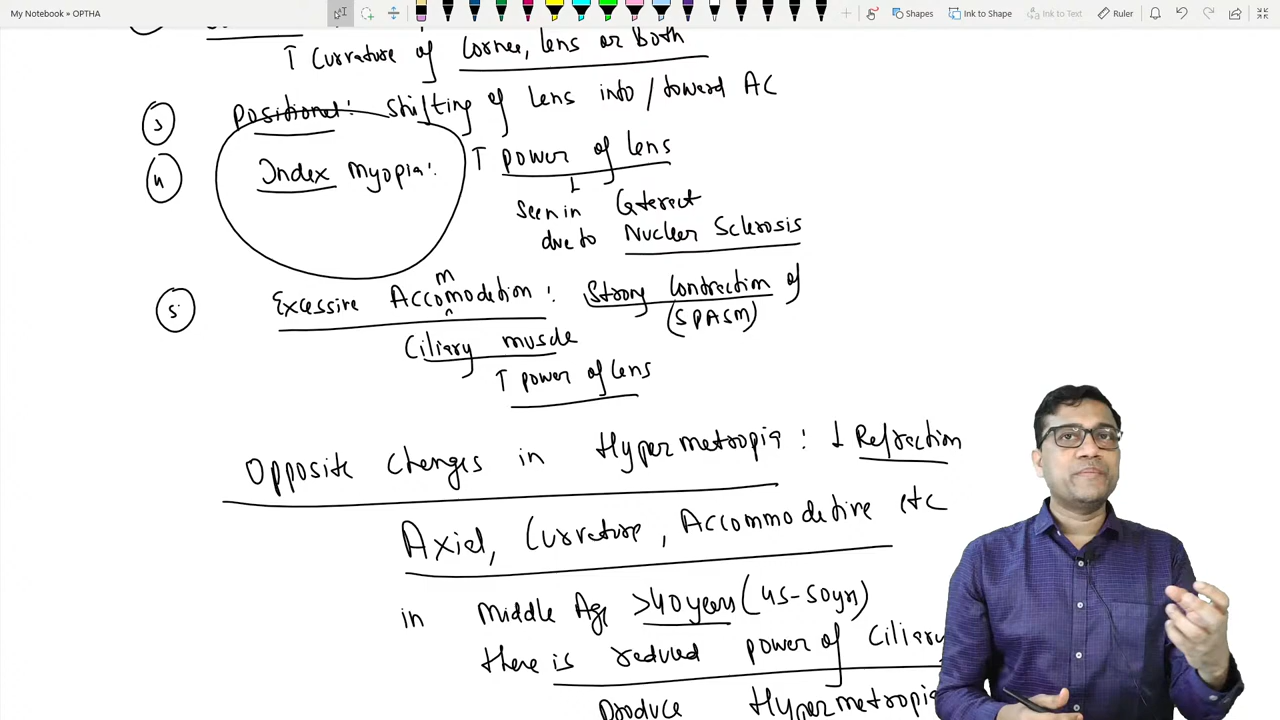 My Notebook » OPTHA
Shapes
Ink to Shape
Ink to Text
Ruler
↑ Curvature of Cornea, lens or Both
3 Positional: Shifting of Lens into / toward AC
4 Index Myopia: ↑ power of lens
↓
Seen in Cataract
due to Nuclear Sclerosis
5 Excessive Accommodation: Strong Contraction of
(SPASM)
Ciliary muscle
↑ power of lens
Opposite Changes in Hypermetropia: ↓ Refraction
Axial, Curvature, Accommodative etc
in Middle Age >40years (45-50yr)
there is reduced power of Ciliary
produce Hypermetropia